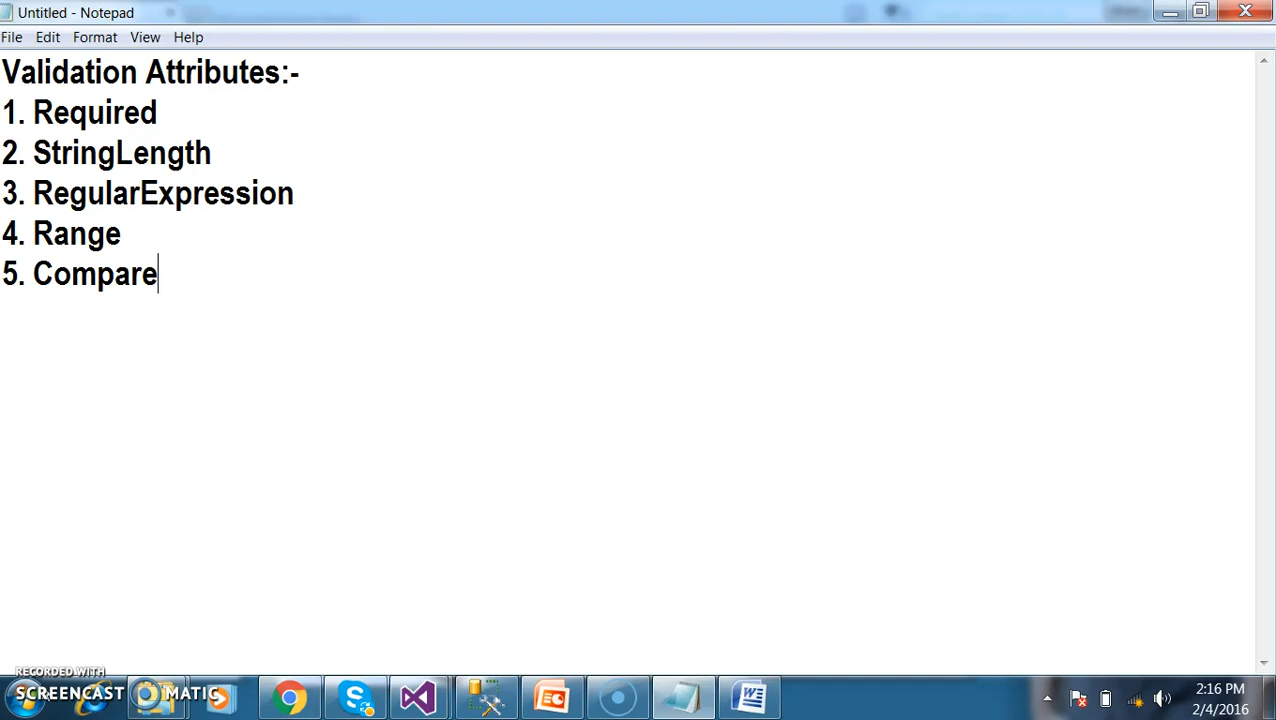 Untitled - Notepad
File Edit Format View Help
Validation Attributes:-
1. Required
2. StringLength
3. RegularExpression
4. Range
5. Compare
RECORDED WITH
SCREENCAST MATIC
2:16 PM
2/4/2016